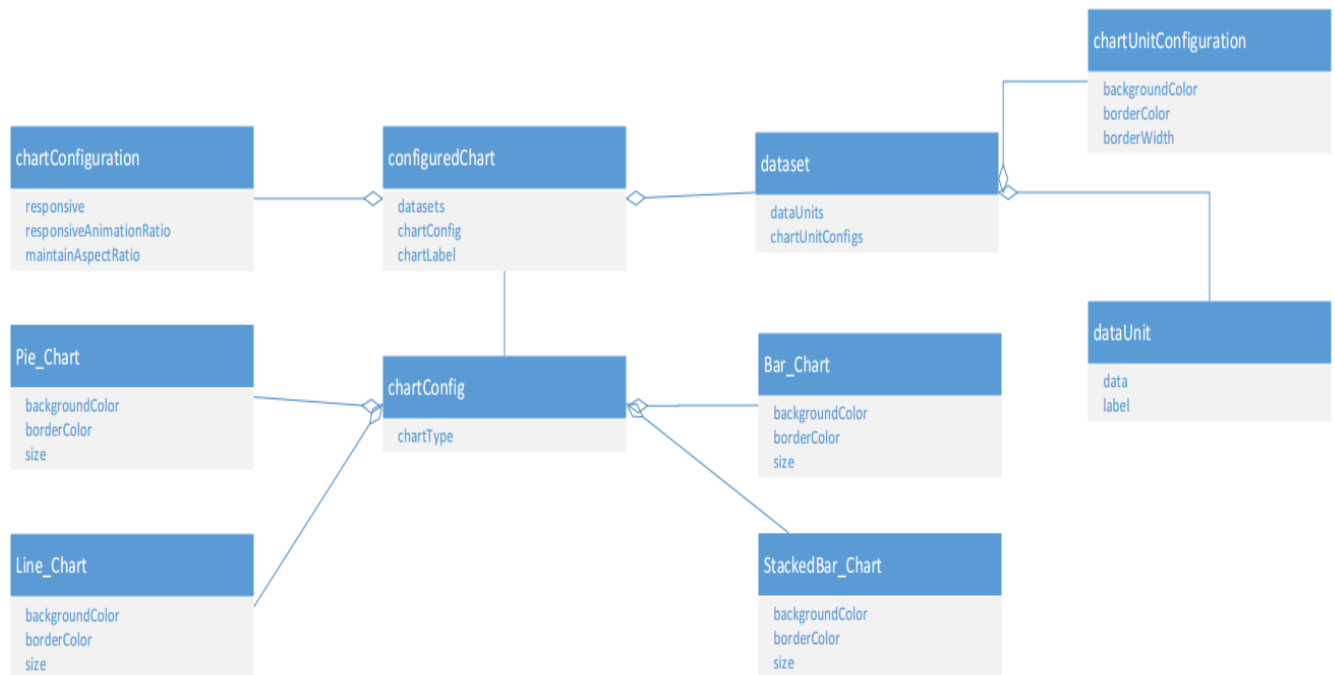 chartUnitConfiguration
backgroundColor
borderColor
borderWidth
chartConfiguration
responsive
responsiveAnimationRatio
maintainAspectRatio
configuredChart
datasets
chartConfig
chartLabel
dataset
dataUnits
chartUnitConfigs
dataUnit
data
label
Pie_Chart
backgroundColor
borderColor
size
chartConfig
chartType
Bar_Chart
backgroundColor
borderColor
size
Line_Chart
backgroundColor
borderColor
size
StackedBar_Chart
backgroundColor
borderColor
size